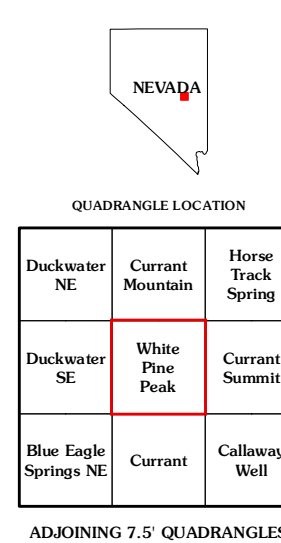 NEVADA
QUADRANGLE LOCATION
Duckwater
NE
Currant
Mountain
Horse
Track
Spring
Duckwater
SE
White
Pine
Peak
Currant
Summit
Blue Eagle
Springs NE
Currant
Callaway
Well
ADJOINING 7.5' QUADRANGLES